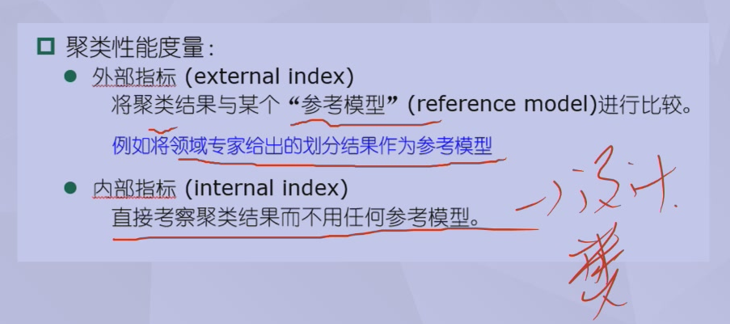 聚类性能度量：
外部指标 (external index)
将聚类结果与某个“参考模型”(reference model)进行比较。
例如将领域专家给出的划分结果作为参考模型
内部指标 (internal index)
直接考察聚类结果而不用任何参考模型。
→设计